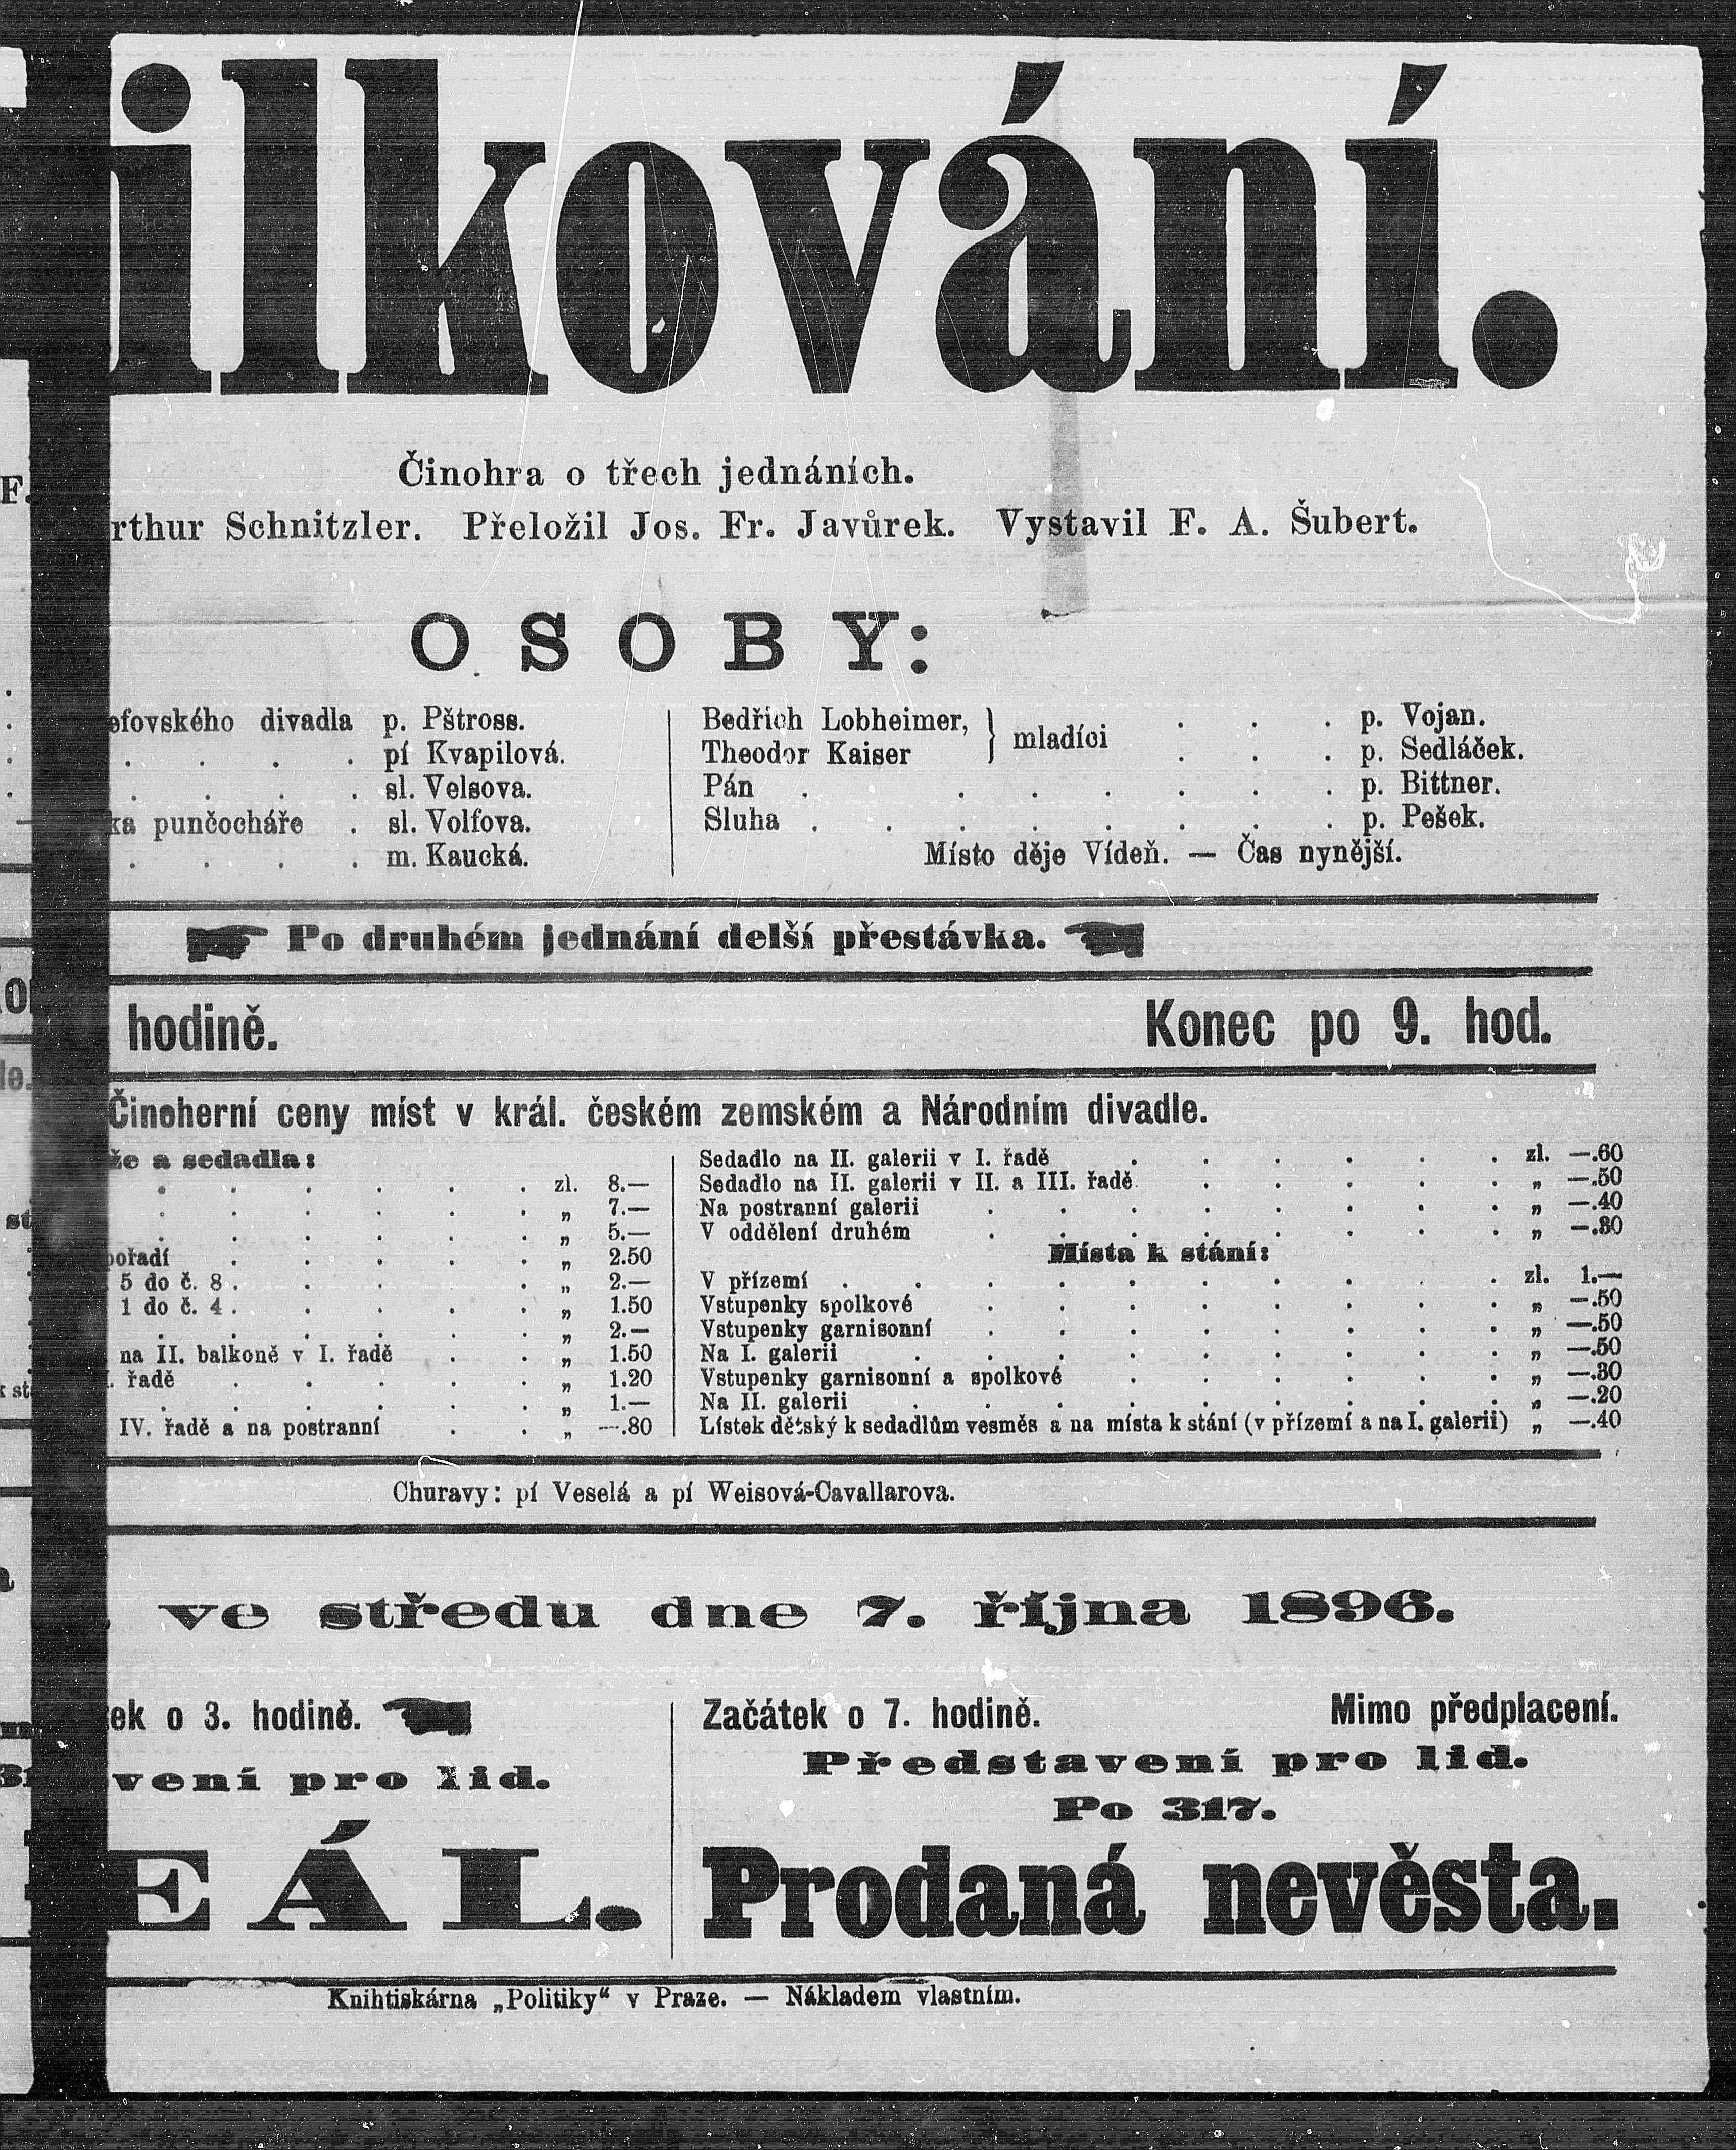 ilkování.
Činohra o třech jednáních.
rthur Schnitzler. Přeložil Jos. Fr. Javůrek. Vystavil F. A. Šubert.
OSOBY:
efovského divadla p. Pštross.
. . . . pí Kvapilová.
. . . . sl. Velsova.
ka punčocháře . sl. Volfova.
. . . . m. Kaucká.
Bedřich Lobheimer, } mladíci . . . p. Vojan.
Theodor Kaiser . . p. Sedláček.
Pán . . . . . . . p. Bittner.
Sluha . . . . . . . . p. Pešek.
Místo děje Vídeň. — Čas nynější.
Po druhém jednání delší přestávka.
hodině. Konec po 9. hod.
Činoherní ceny míst v král. českém zemském a Národním divadle.
že a sedadla:
. . . . . . zl. 8.—
. . . . . . „ 7.—
. . . . . . „ 5.—
pořadí . . . . . „ 2.50
5 do č. 8 . . . . . „ 2.—
1 do č. 4 . . . . . „ 1.50
. . . . . . „ 2.—
na II. balkoně v I. řadě . . „ 1.50
I. řadě . . . . . „ 1.20
. . . . . . „ 1.—
IV. řadě a na postranní . . „ —.80
Sedadlo na II. galerii v I. řadě . . . . . . zl. —.60
Sedadlo na II. galerii v II. a III. řadě . . . . . „ —.50
Na postranní galerii . . . . . . . . „ —.40
V oddělení druhém . . . . . . . . „ —.30
Místa k stání:
V přízemí . . . . . . . . . . zl. 1.—
Vstupenky spolkové . . . . . . . . „ —.50
Vstupenky garnisonní . . . . . . . . „ —.50
Na I. galerii . . . . . . . . . „ —.50
Vstupenky garnisonní a spolkové . . . . . . „ —.30
Na II. galerii . . . . . . . . . „ —.20
Lístek dětský k sedadlům vesměs a na místa k stání (v přízemí a na I. galerii) „ —.40
Churavy: pí Veselá a pí Weisová-Cavallarova.
ve středu dne 7. října 1896.
ek o 3. hodině.
vení pro lid.
EÁL.
Začátek o 7. hodině. Mimo předplacení.
Představení pro lid.
Po 317.
Prodaná nevěsta.
Knihtiskárna „Politiky“ v Praze. — Nákladem vlastním.